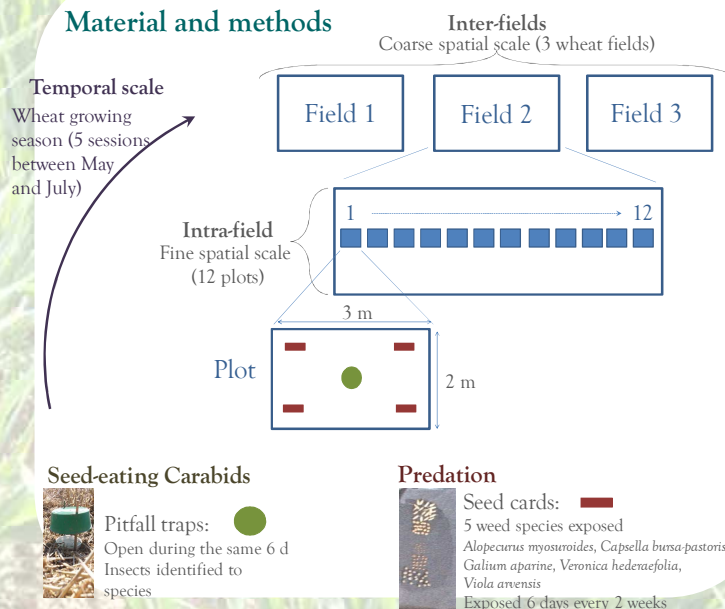 Material and methods
Inter-fields
Coarse spatial scale (3 wheat fields)
Temporal scale
Wheat growing
season (5 sessions
between May
and July)
Field 1
Field 2
Field 3
1
12
Intra-field
Fine spatial scale
(12 plots)
3 m
Plot
2 m
Seed-eating Carabids
Pitfall traps:
Open during the same 6 d
Insects identified to
species
Predation
Seed cards:
5 weed species exposed
Alopecurus myosuroides, Capsella bursa-pastoris
Galium aparine, Veronica hederaefolia,
Viola arvensis
Exposed 6 days every 2 weeks